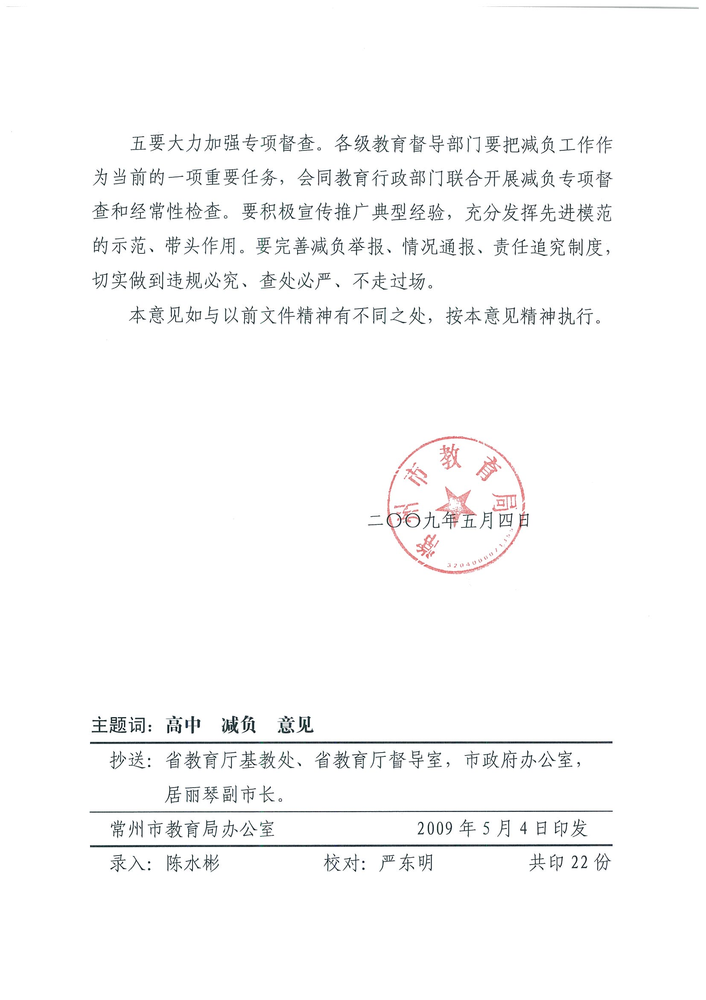 五要大力加强专项督查。各级教育督导部门要把减负工作作
为当前的一项重要任务，会同教育行政部门联合开展减负专项督
查和经常性检查。要积极宣传推广典型经验，充分发挥先进模范
的示范、带头作用。要完善减负举报、情况通报、责任追究制度，
切实做到违规必究、查处必严、不走过场。
本意见如与以前文件精神有不同之处，按本意见精神执行。
常州市教育局
二〇〇九年五月四日
主题词：高中 减负 意见
抄送：省教育厅基教处、省教育厅督导室，市政府办公室，
居丽琴副市长。
常州市教育局办公室 2009 年 5 月 4 日印发
录入：陈水彬 校对：严东明 共印 22 份